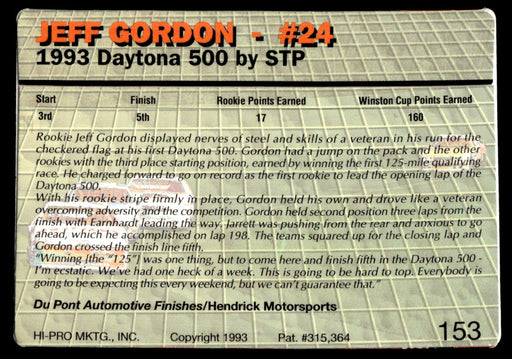 JEFF GORDON - #24
1993 Daytona 500 by STP
Start Finish Rookie Points Earned Winston Cup Points Earned
3rd 5th 17 160
Rookie Jeff Gordon displayed nerves of steel and skills of a veteran in his run for the
checkered flag at his first Daytona 500. Gordon had a jump on the pack and the other
rookies with the third place starting position, earned by winning the first 125-mile qualifying
race. He charged forward to go on record as the first rookie to lead the opening lap of the
Daytona 500.
With his rookie stripe firmly in place, Gordon held his own and drove like a veteran
overcoming adversity and the competition. Gordon held second position three laps from the
finish with Earnhardt leading the way. Jarrett was pushing from the rear and anxious to go
ahead, which he accomplished on lap 198. The teams squared up for the closing lap and
Gordon crossed the finish line fifth.
"Winning [the "125"] was one thing, but to come here and finish fifth in the Daytona 500 -
I'm ecstatic. We've had one heck of a week. This is going to be hard to top. Everybody is
going to be expecting this every weekend, but we can't guarantee that."
Du Pont Automotive Finishes/Hendrick Motorsports
HI-PRO MKTG., INC. Copyright 1993 Pat. #315,364 153